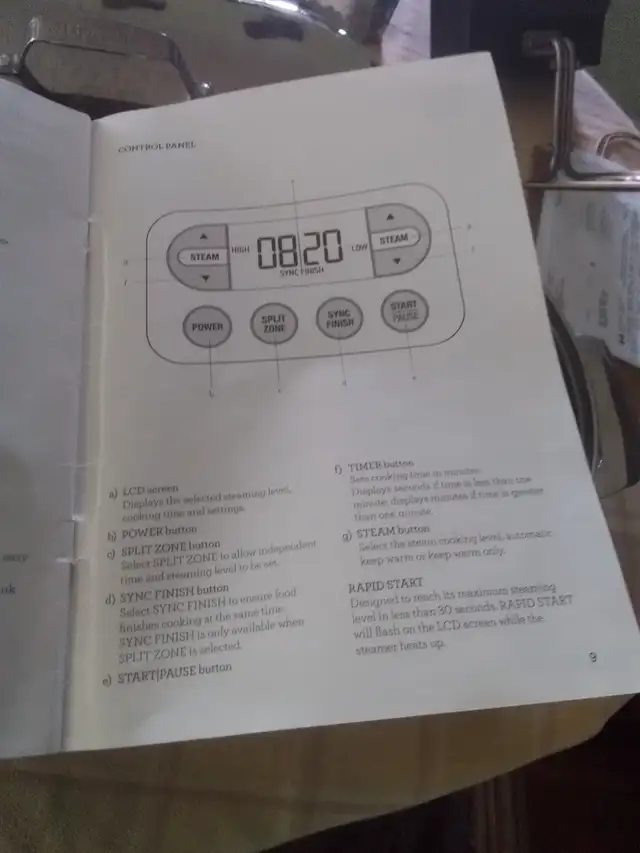 CONTROL PANEL
STEAM
HIGH
08 20
LOW
STEAM
SYNC FINISH
POWER
SPLIT
ZONE
SYNC
FINISH
START
PAUSE
a) LCD screen
Displays the selected steaming level,
cooking time and settings.
b) POWER button
c) SPLIT ZONE button
Select SPLIT ZONE to allow independent
time and steaming level to be set.
d) SYNC FINISH button
Select SYNC FINISH to ensure food
finishes cooking at the same time.
SYNC FINISH is only available when
SPLIT ZONE is selected.
e) START|PAUSE button
f) TIMER button
Sets cooking time in minutes.
Displays seconds if time is less than one
minute; displays minutes if time is greater
than one minute.
g) STEAM button
Select the steam cooking level, automatic
keep warm or keep warm only.
RAPID START
Designed to reach its maximum steaming
level in less than 30 seconds. RAPID START
will flash on the LCD screen while the
steamer heats up.
9